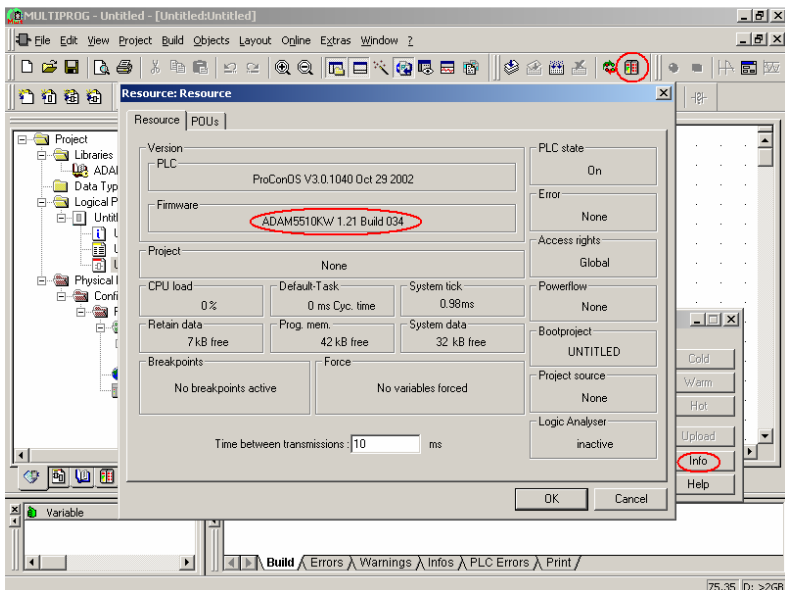 MULTIPROG - Untitled - [Untitled:Untitled]
File Edit View Project Build Objects Layout Online Extras Window ?
Resource: Resource
Resource POUs
Version
PLC
ProConOS V3.0.1040 Oct 29 2002
Firmware
ADAM5510KW 1.21 Build 034
Project
None
CPU load
0%
Default-Task
0 ms Cyc. time
System tick
0.98ms
Retain data
7 kB free
Prog. mem.
42 kB free
System data
32 kB free
Breakpoints
No breakpoints active
Force
No variables forced
Time between transmissions : 10 ms
PLC state
On
Error
None
Access rights
Global
Powerflow
None
Bootproject
UNTITLED
Project source
None
Logic Analyser
inactive
OK Cancel
Project
Libraries
ADA
Data Typ
Logical P
Untitl
Physical
Confi
Cold
Warm
Hot
Upload
Info
Help
Variable
Build Errors Warnings Infos PLC Errors Print
75,35 D: >2GB